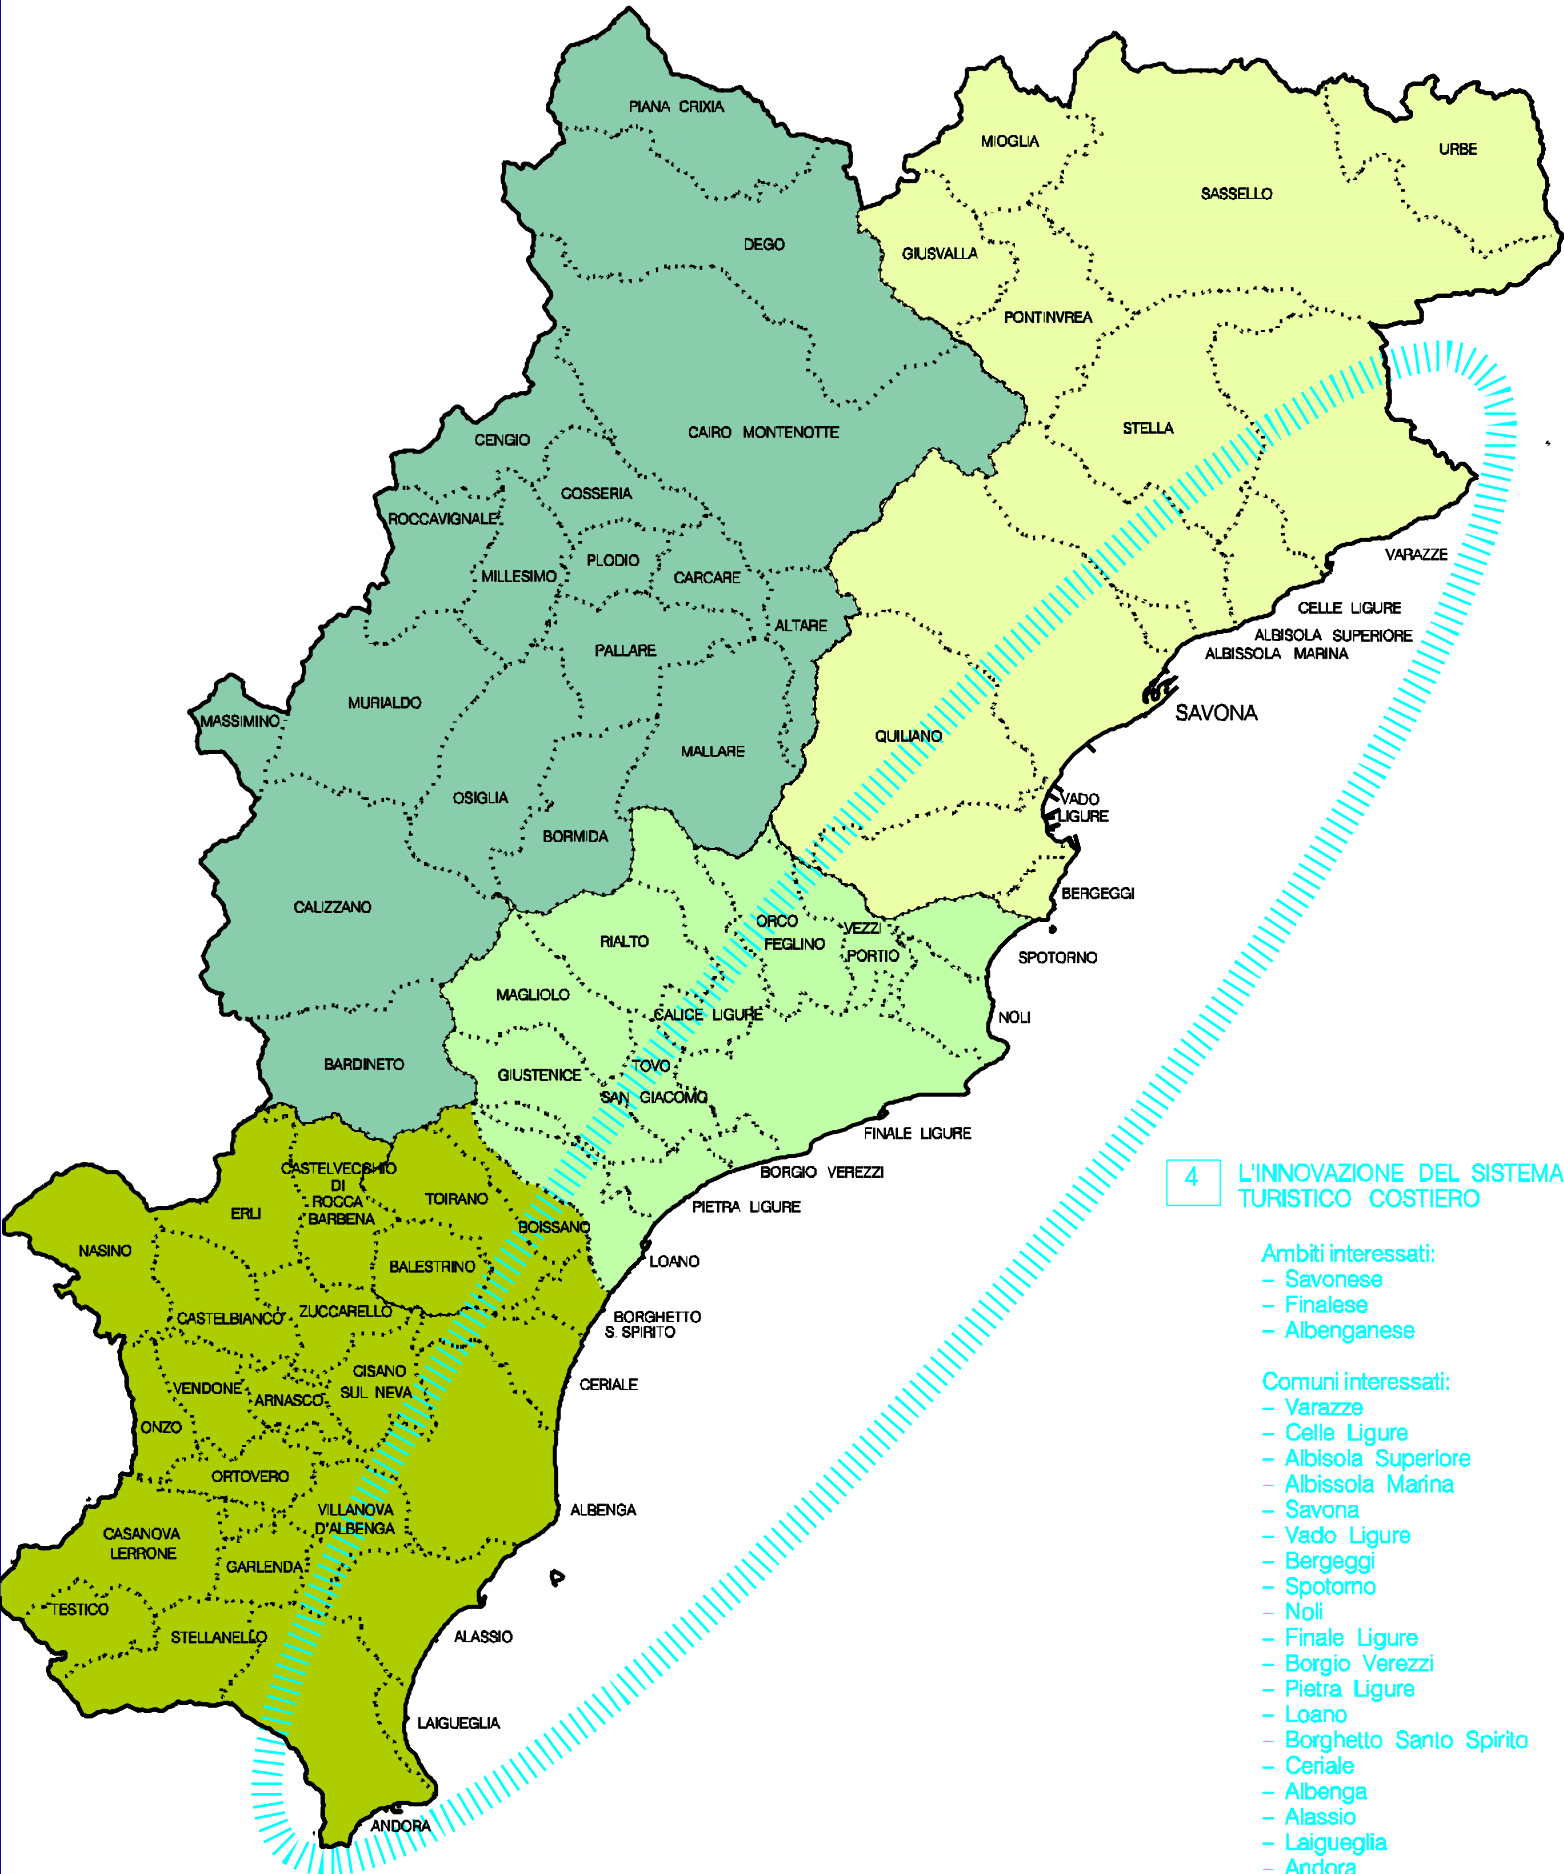 PIANA CRIXIA
MIOGLIA
URBE
SASSELLO
DEGO
GIUSVALLA
PONTINVREA
STELLA
CAIRO MONTENOTTE
CENGIO
COSSERIA
ROCCAVIGNALE
VARAZZE
PLODIO
MILLESIMO
CARCARE
CELLE LIGURE
ALTARE
ALBISOLA SUPERIORE
PALLARE
ALBISSOLA MARINA
MURIALDO
SAVONA
MASSIMINO
QUILIANO
MALLARE
OSIGLIA
VADO
LIGURE
BORMIDA
BERGEGGI
CALIZZANO
ORCO
FEGLINO
VEZZI
PORTIO
RIALTO
SPOTORNO
MAGLIOLO
CALICE LIGURE
NOLI
BARDINETO
TOVO
SAN GIACOMO
GIUSTENICE
FINALE LIGURE
BORGIO VEREZZI
CASTELVECCHIO
DI
ROCCA
BARBENA
TOIRANO
PIETRA LIGURE
ERLI
BOISSANO
NASINO
BALESTRINO
LOANO
CASTELBIANCO
ZUCCARELLO
BORGHETTO
S. SPIRITO
CISANO
SUL NEVA
CERIALE
VENDONE
ARNASCO
ONZO
ORTOVERO
VILLANOVA
D'ALBENGA
ALBENGA
CASANOVA
LERRONE
GARLENDA
TESTICO
STELLANELLO
ALASSIO
LAIGUEGLIA
ANDORA
4 L'INNOVAZIONE DEL SISTEMA
TURISTICO COSTIERO
Ambiti interessati:
– Savonese
– Finalese
– Albenganese
Comuni interessati:
– Varazze
– Celle Ligure
– Albisola Superiore
– Albissola Marina
– Savona
– Vado Ligure
– Bergeggi
– Spotorno
– Noli
– Finale Ligure
– Borgio Verezzi
– Pietra Ligure
– Loano
– Borghetto Santo Spirito
– Ceriale
– Albenga
– Alassio
– Laigueglia
– Andora